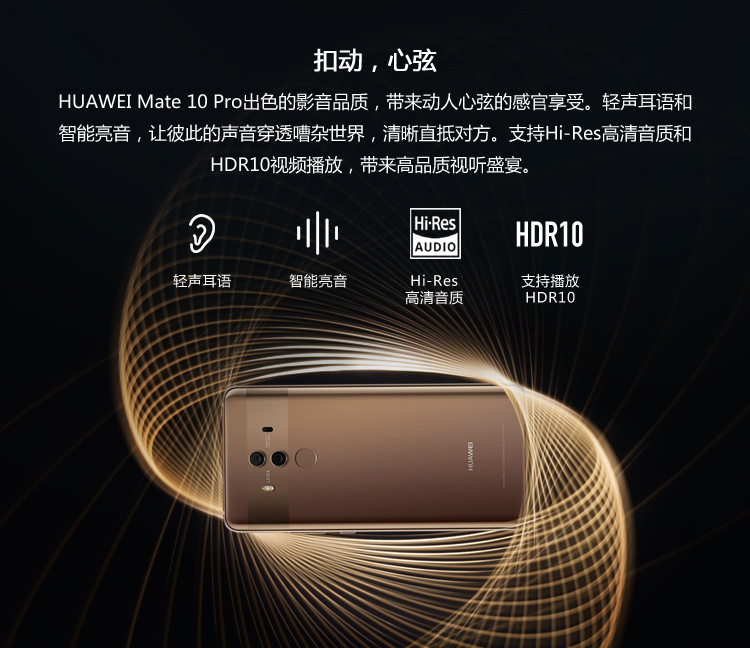 扣动，心弦
HUAWEI Mate 10 Pro出色的影音品质，带来动人心弦的感官享受。轻声耳语和
智能亮音，让彼此的声音穿透嘈杂世界，清晰直抵对方。支持Hi-Res高清音质和
HDR10视频播放，带来高品质视听盛宴。
Hi-Res
AUDIO
HDR10
轻声耳语
智能亮音
Hi-Res
高清音质
支持播放
HDR10
LEICA
HUAWEI